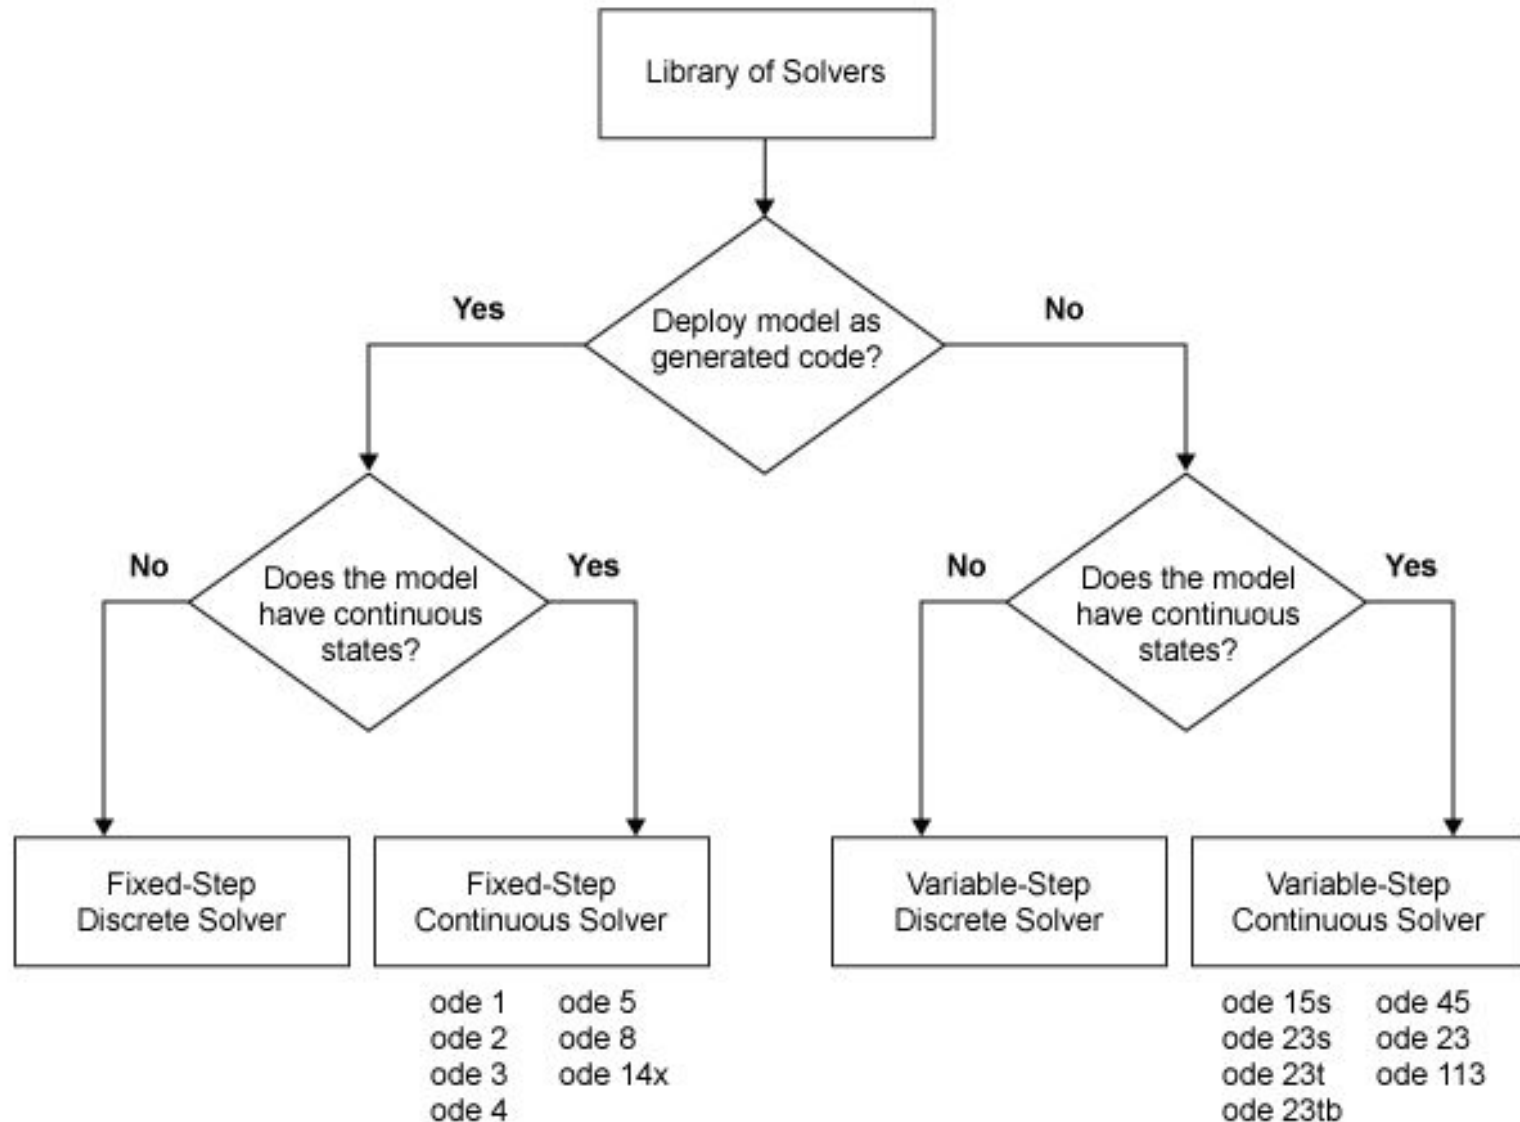 Library of Solvers
Yes
No
Deploy model as
generated code?
No
Yes
Does the model
have continuous
states?
No
Yes
Does the model
have continuous
states?
Fixed-Step
Discrete Solver
Fixed-Step
Continuous Solver
Variable-Step
Discrete Solver
Variable-Step
Continuous Solver
ode 1 ode 5
ode 2 ode 8
ode 3 ode 14x
ode 4
ode 15s ode 45
ode 23s ode 23
ode 23t ode 113
ode 23tb